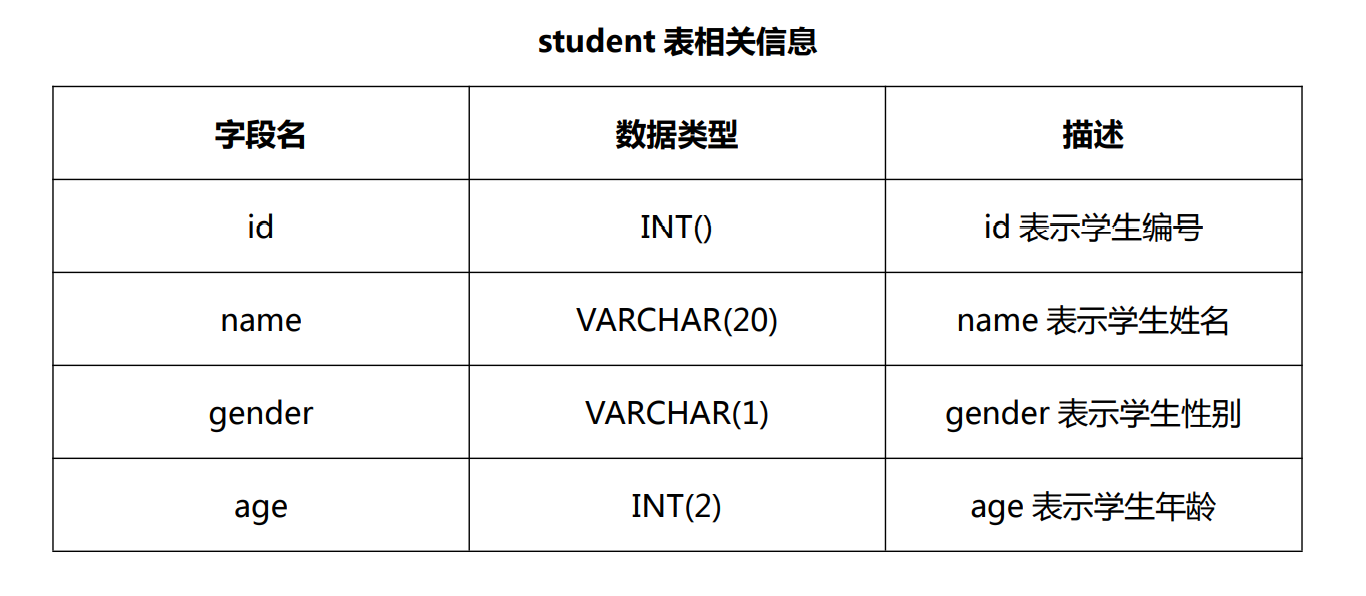 student 表相关信息
字段名 数据类型 描述
id INT() id 表示学生编号
name VARCHAR(20) name 表示学生姓名
gender VARCHAR(1) gender 表示学生性别
age INT(2) age 表示学生年龄